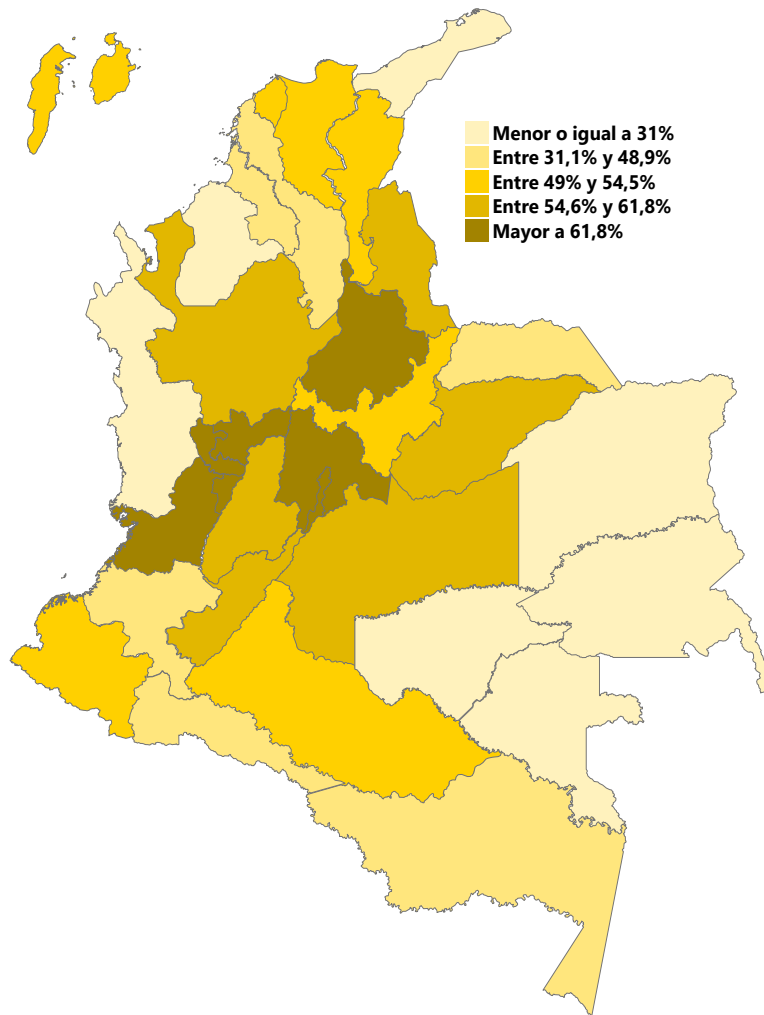 Menor o igual a 31%
Entre 31,1% y 48,9%
Entre 49% y 54,5%
Entre 54,6% y 61,8%
Mayor a 61,8%